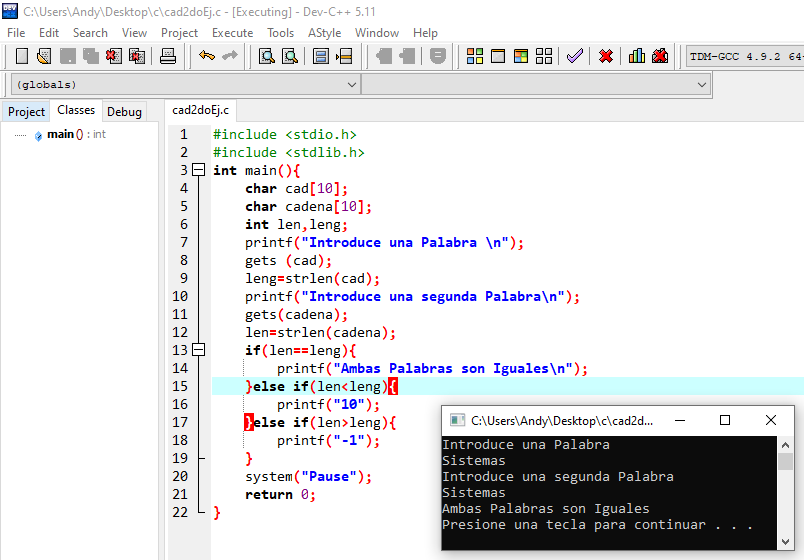 C:\Users\Andy\Desktop\c\cad2doEj.c - [Executing] - Dev-C++ 5.11
File Edit Search View Project Execute Tools AStyle Window Help
TDM-GCC 4.9.2 64-
(globals)
Project Classes Debug
cad2doEj.c
main () : int
1 #include <stdio.h>
2 #include <stdlib.h>
3 int main(){
4 char cad[10];
5 char cadena[10];
6 int len,leng;
7 printf("Introduce una Palabra \n");
8 gets (cad);
9 leng=strlen(cad);
10 printf("Introduce una segunda Palabra\n");
11 gets(cadena);
12 len=strlen(cadena);
13 if(len==leng){
14 printf("Ambas Palabras son Iguales\n");
15 }else if(len<leng){
16 printf("10");
17 }else if(len>leng){
18 printf("-1");
19 }
20 system("Pause");
21 return 0;
22 }
C:\Users\Andy\Desktop\c\cad2d...
Introduce una Palabra
Sistemas
Introduce una segunda Palabra
Sistemas
Ambas Palabras son Iguales
Presione una tecla para continuar . . .